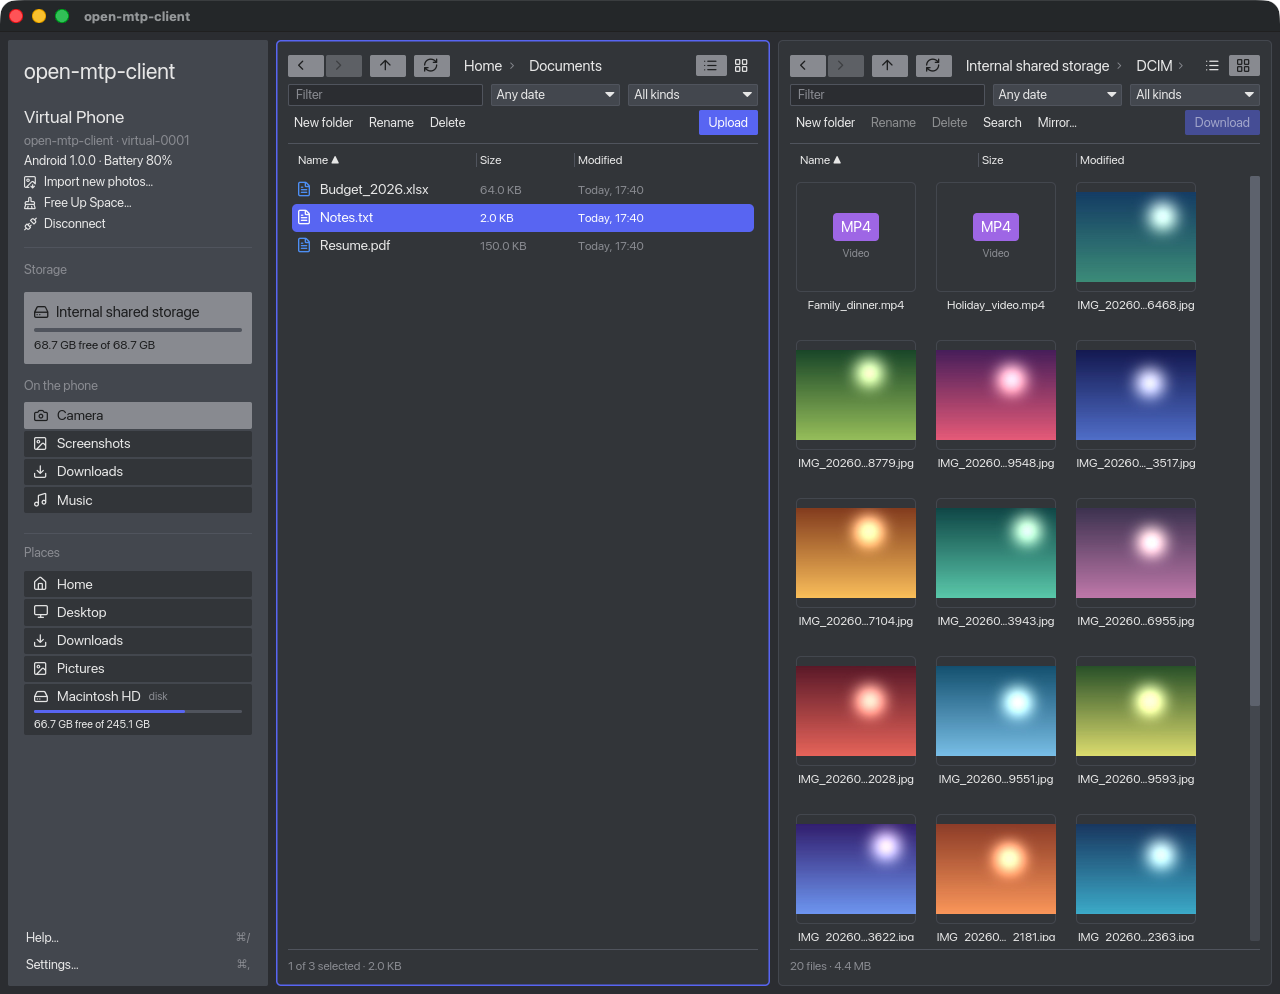 open-mtp-client
open-mtp-client
Virtual Phone
open-mtp-client · virtual-0001
Android 1.0.0 · Battery 80%
Import new photos...
Free Up Space...
Disconnect
Storage
Internal shared storage
68.7 GB free of 68.7 GB
On the phone
Camera
Screenshots
Downloads
Music
Places
Home
Desktop
Downloads
Pictures
Macintosh HD disk
66.7 GB free of 245.1 GB
Help... ⌘/
Settings... ⌘,
Home › Documents
Filter Any date All kinds
New folder Rename Delete Upload
Name ▲ Size Modified
Budget_2026.xlsx 64.0 KB Today, 17:40
Notes.txt 2.0 KB Today, 17:40
Resume.pdf 150.0 KB Today, 17:40
1 of 3 selected · 2.0 KB
Internal shared storage › DCIM ›
Filter Any date All kinds
New folder Rename Delete Search Mirror... Download
Name ▲ Size Modified
MP4 MP4
Video Video
Family_dinner.mp4 Holiday_video.mp4 IMG_20260...6468.jpg
IMG_20260...8779.jpg IMG_20260...9548.jpg IMG_20260..._3517.jpg
IMG_20260...7104.jpg IMG_20260...3943.jpg IMG_20260...6955.jpg
IMG_20260...2028.jpg IMG_20260...9551.jpg IMG_20260...9593.jpg
IMG_20260...3622.jpg IMG_20260..._2181.jpg IMG_20260...2363.jpg
20 files · 4.4 MB